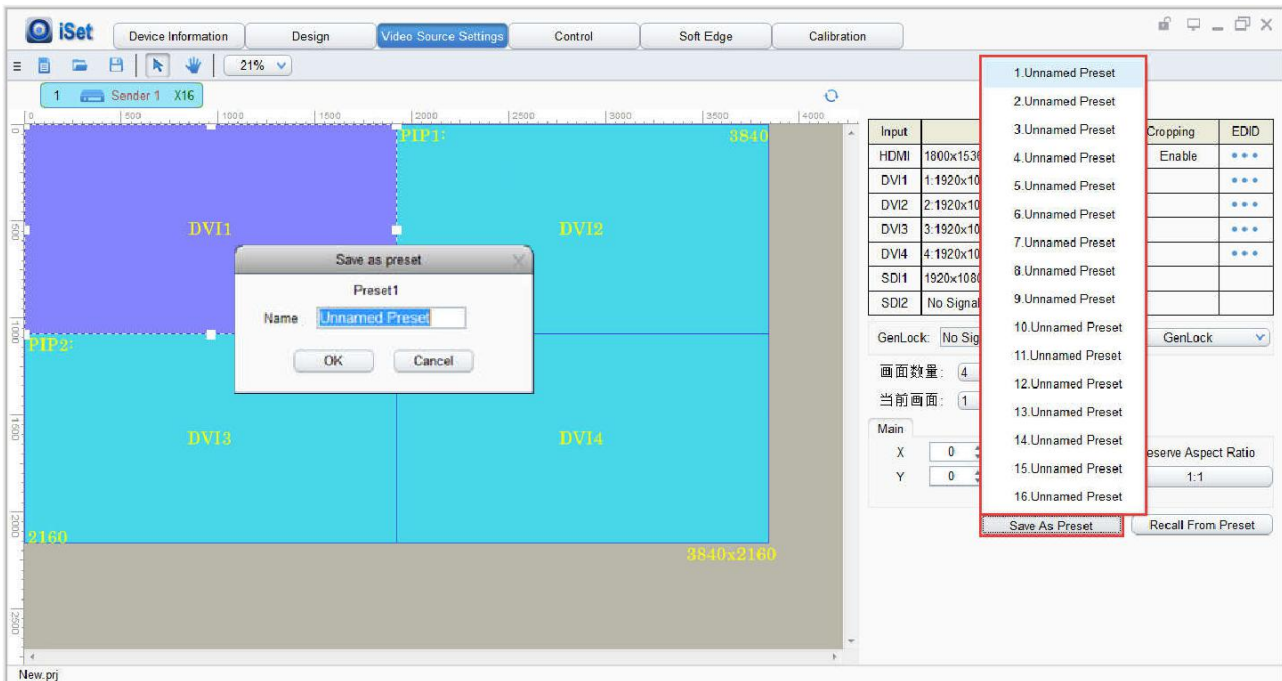 iSet
Device Information
Design
Video Source Settings
Control
Soft Edge
Calibration
21%
1 Sender 1 X16
0 500 1000 1500 2000 2500 3000 3500 4000
0
500
1000
1500
2000
2500
PIP1:
3840
DVI1
DVI2
PIP2:
DVI3
DVI4
2160
3840x2160
Save as preset
Preset1
Name Unnamed Preset
OK Cancel
1.Unnamed Preset
2.Unnamed Preset
3.Unnamed Preset
4.Unnamed Preset
5.Unnamed Preset
6.Unnamed Preset
7.Unnamed Preset
8.Unnamed Preset
9.Unnamed Preset
10.Unnamed Preset
11.Unnamed Preset
12.Unnamed Preset
13.Unnamed Preset
14.Unnamed Preset
15.Unnamed Preset
16.Unnamed Preset
Input Cropping EDID
HDMI 1800x1536 Enable
DVI1 1:1920x10
DVI2 2:1920x10
DVI3 3:1920x10
DVI4 4:1920x10
SDI1 1920x1080
SDI2 No Signal
GenLock: No Sig GenLock
画面数量: 4
当前画面: 1
Main
X 0 eserve Aspect Ratio
Y 0 1:1
Save As Preset Recall From Preset
New.prj